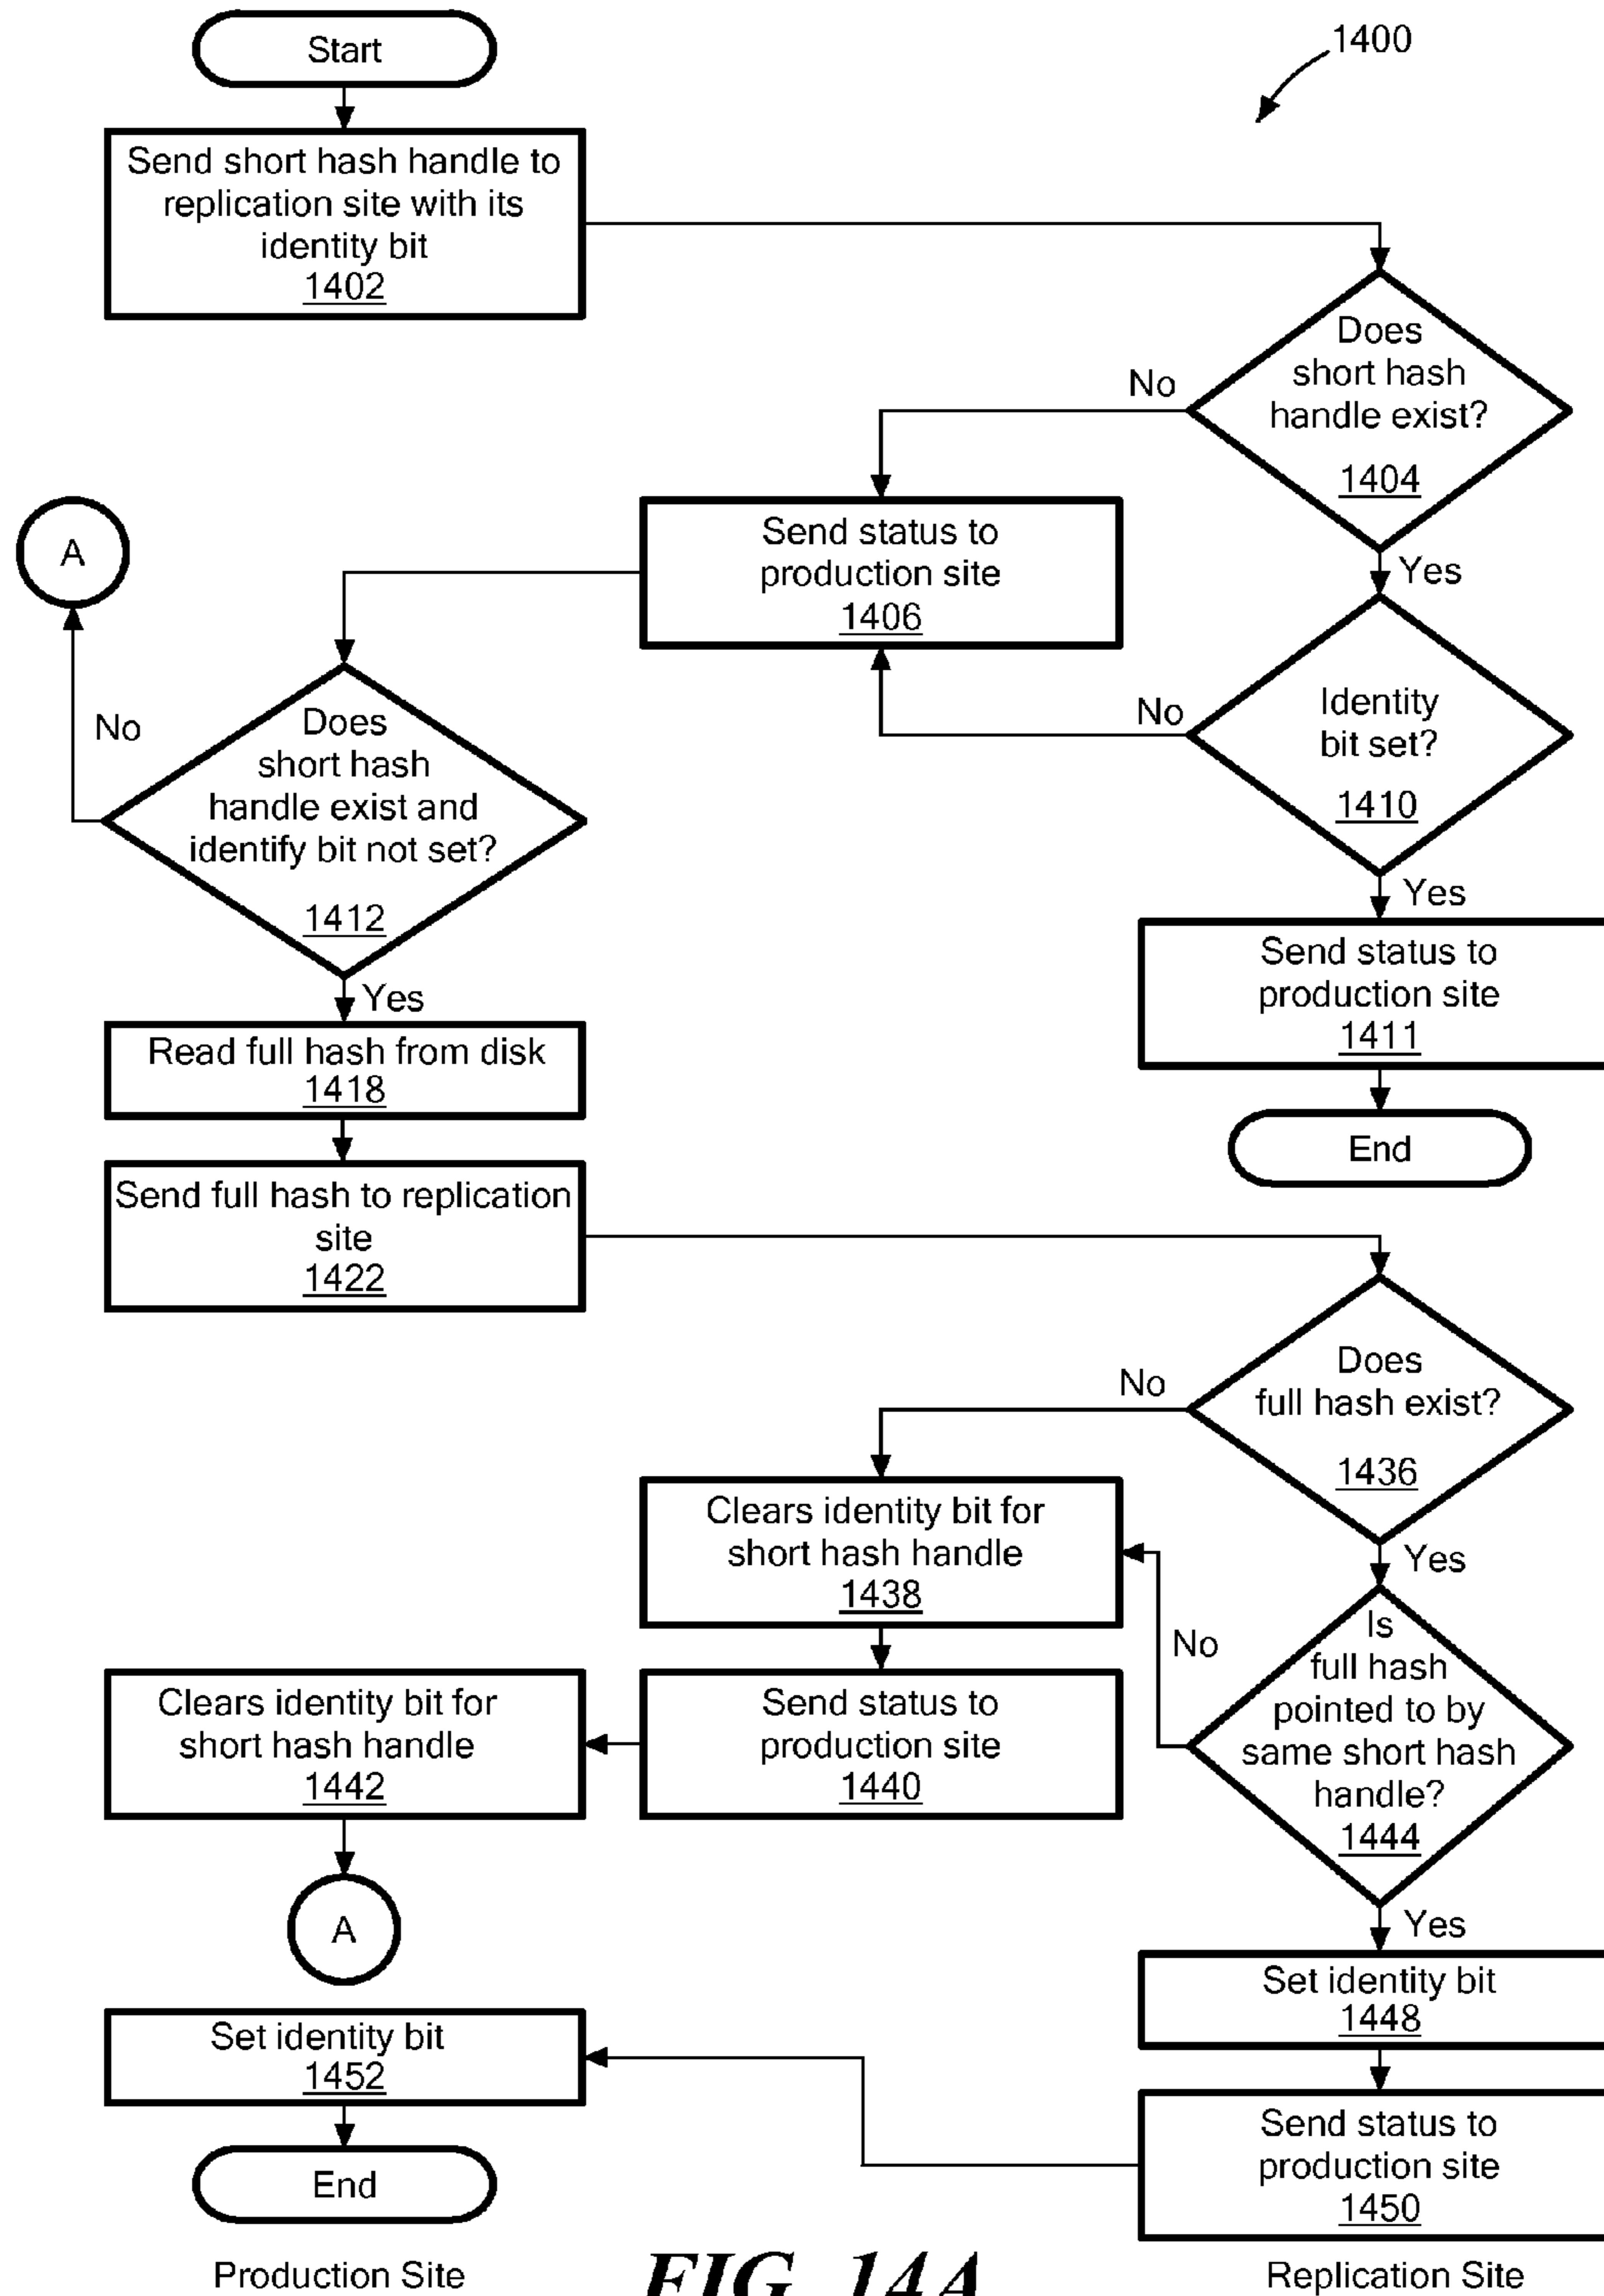 Start
1400
Send short hash handle to
replication site with its
identity bit
1402
Does
short hash
handle exist?
1404
No
Yes
Send status to
production site
1406
A
No
Does
short hash
handle exist and
identify bit not set?
1412
Yes
Identity
bit set?
1410
No
Yes
Send status to
production site
1411
End
Read full hash from disk
1418
Send full hash to replication
site
1422
Does
full hash exist?
1436
No
Yes
Clears identity bit for
short hash handle
1438
Is
full hash
pointed to by
same short hash
handle?
1444
No
Yes
Send status to
production site
1440
Clears identity bit for
short hash handle
1442
A
Set identity bit
1448
Send status to
production site
1450
Set identity bit
1452
End
Production Site
FIG. 14A
Replication Site